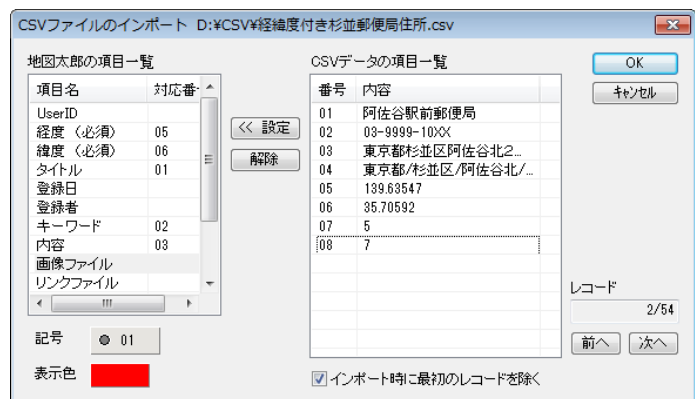 CSVファイルのインポート D:¥CSV¥経緯度付き杉並郵便局住所.csv
地図太郎の項目一覧
項目名 対応番
UserID
経度（必須） 05
緯度（必須） 06
タイトル 01
登録日
登録者
キーワード 02
内容 03
画像ファイル
リンクファイル
記号 01
表示色
<< 設定
解除
CSVデータの項目一覧
番号 内容
01 阿佐谷駅前郵便局
02 03-9999-10XX
03 東京都杉並区阿佐谷北2...
04 東京都/杉並区/阿佐谷北/...
05 139.63547
06 35.70592
07 5
08 7
インポート時に最初のレコードを除く
OK
キャンセル
レコード
2/54
前へ 次へ